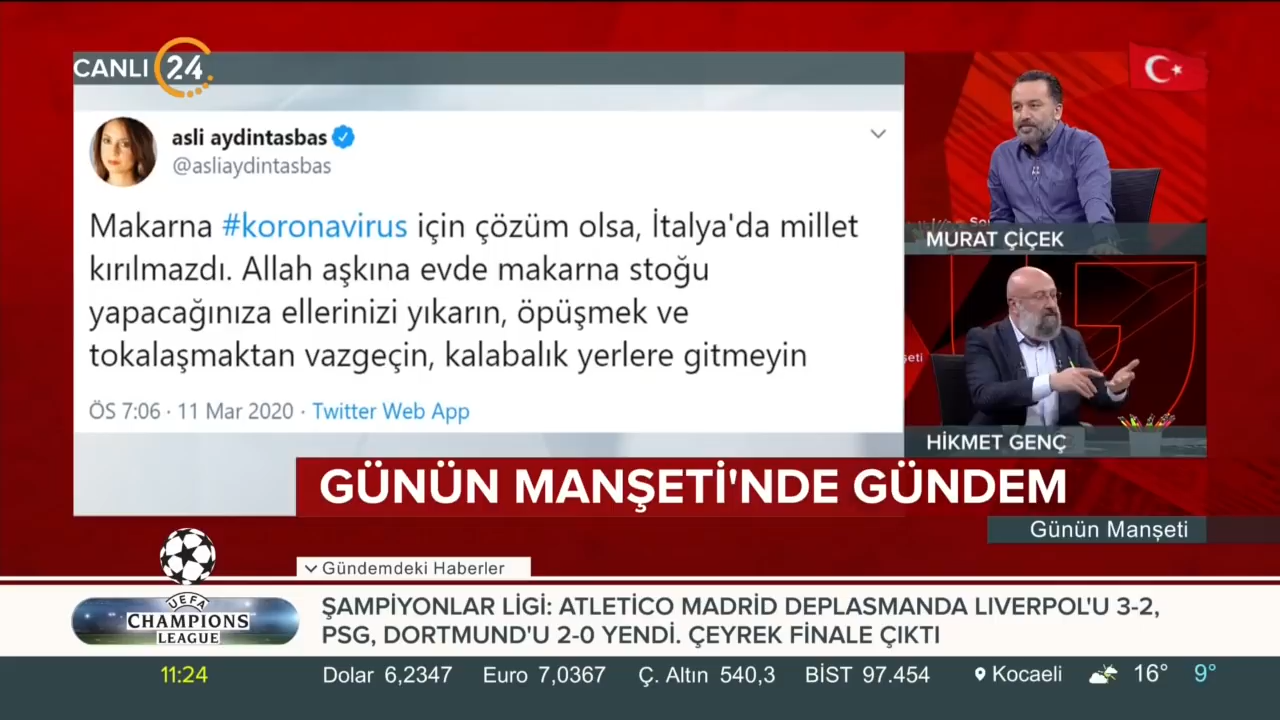 CANLI 24
asli aydintasbas
@asliaydintasbas
Makarna #koronavirus için çözüm olsa, İtalya'da millet
kırılmazdı. Allah aşkına evde makarna stoğu
yapacağınıza ellerinizi yıkarın, öpüşmek ve
tokalaşmaktan vazgeçin, kalabalık yerlere gitmeyin
ÖS 7:06 · 11 Mar 2020 · Twitter Web App
MURAT ÇİÇEK
HİKMET GENÇ
GÜNÜN MANŞETİ'NDE GÜNDEM
Günün Manşeti
Gündemdeki Haberler
UEFA
CHAMPIONS
LEAGUE
ŞAMPİYONLAR LİGİ: ATLETICO MADRID DEPLASMANDA LIVERPOL'U 3-2,
PSG, DORTMUND'U 2-0 YENDİ. ÇEYREK FİNALE ÇIKTI
11:24 Dolar 6,2347 Euro 7,0367 Ç. Altın 540,3 BİST 97.454 Kocaeli 16° 9°